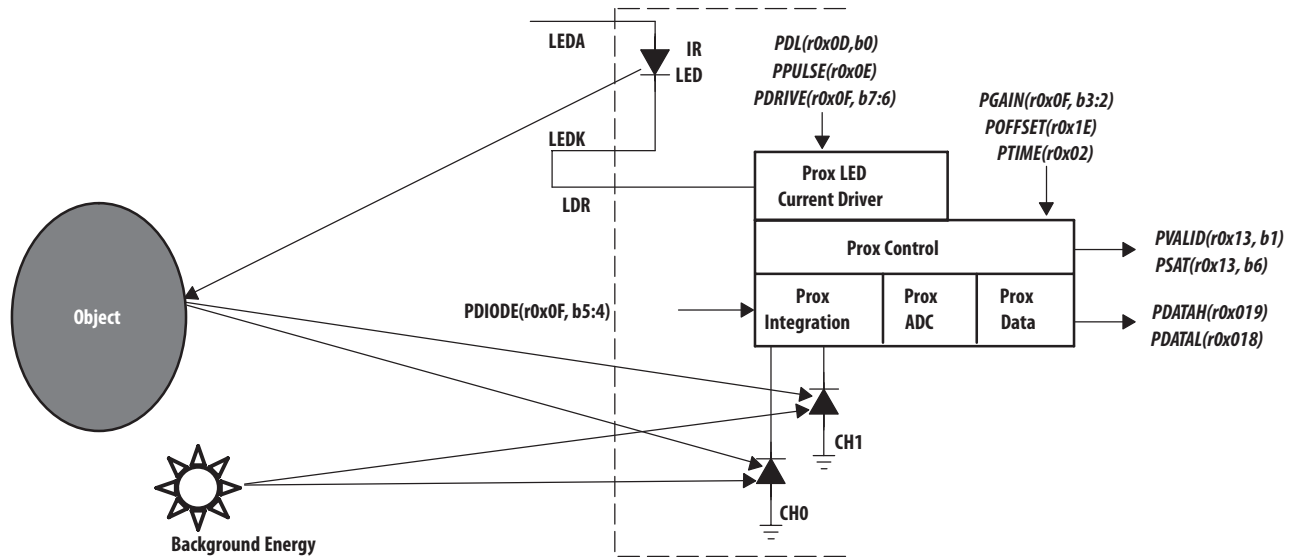 LEDA
IR
LED
PDL(r0x0D,b0)
PPULSE(r0x0E)
PDRIVE(r0x0F, b7:6)
PGAIN(r0x0F, b3:2)
POFFSET(r0x1E)
PTIME(r0x02)
LEDK
LDR
Prox LED
Current Driver
Prox Control
PVALID(r0x13, b1)
PSAT(r0x13, b6)
Object
PDIODE(r0x0F, b5:4)
Prox
Integration
Prox
ADC
Prox
Data
PDATAH(r0x019)
PDATAL(r0x018)
CH1
CH0
Background Energy